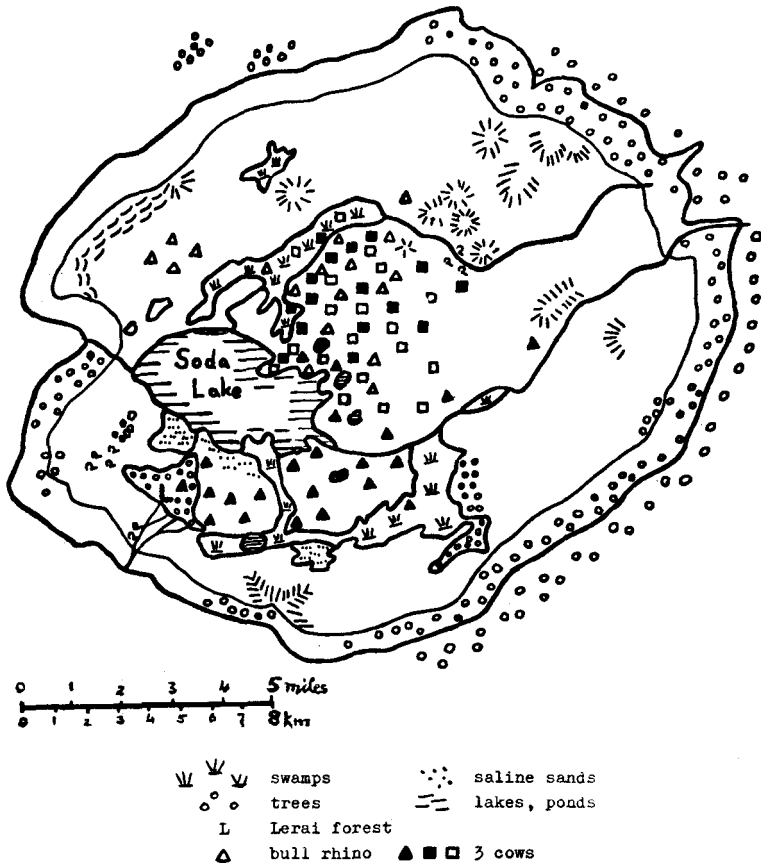 Soda
Lake
L
0 1 2 3 4 5 miles
0 1 2 3 4 5 6 7 8 km
swamps saline sands
trees lakes, ponds
L Lerai forest
bull rhino 3 cows